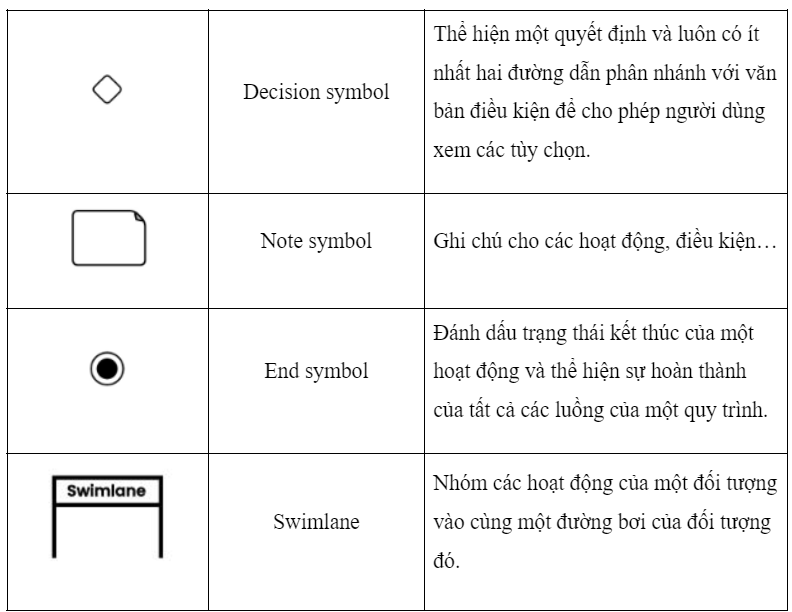 Decision symbol
Thể hiện một quyết định và luôn có ít
nhất hai đường dẫn phân nhánh với văn
bản điều kiện để cho phép người dùng
xem các tùy chọn.
Note symbol
Ghi chú cho các hoạt động, điều kiện…
End symbol
Đánh dấu trạng thái kết thúc của một
hoạt động và thể hiện sự hoàn thành
của tất cả các luồng của một quy trình.
Swimlane
Swimlane
Nhóm các hoạt động của một đối tượng
vào cùng một đường bơi của đối tượng
đó.